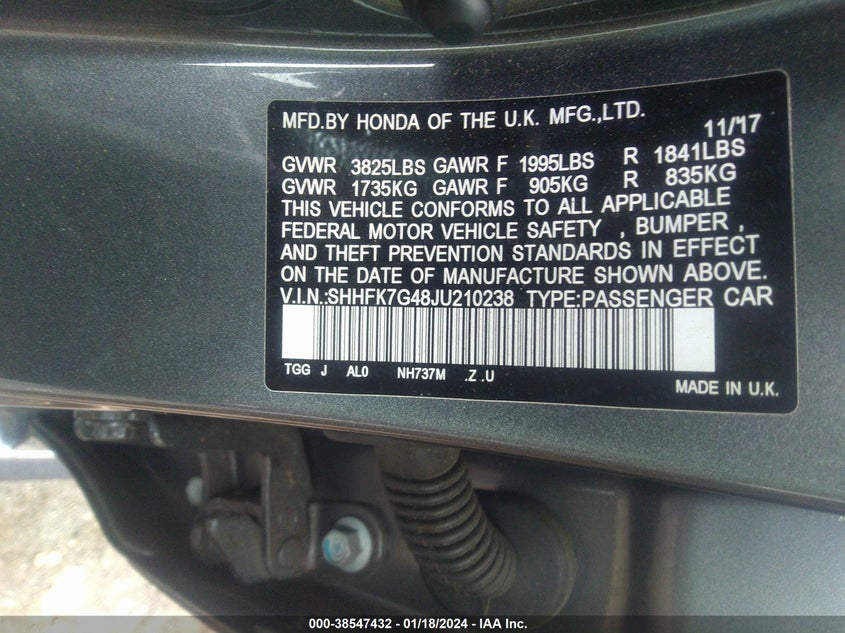 MFD.BY HONDA OF THE U.K. MFG.,LTD.
11/'17
GVWR 3825LBS GAWR F 1995LBS R 1841LBS
GVWR 1735KG GAWR F 905KG R 835KG
THIS VEHICLE CONFORMS TO ALL APPLICABLE
FEDERAL MOTOR VEHICLE SAFETY , BUMPER ,
AND THEFT PREVENTION STANDARDS IN EFFECT
ON THE DATE OF MANUFACTURE SHOWN ABOVE.
V.I.N.:SHHFK7G48JU210238 TYPE:PASSENGER CAR
TGG J AL0 NH737M .Z .U
MADE IN U.K.
000-38547432 - 01/18/2024 - IAA Inc.